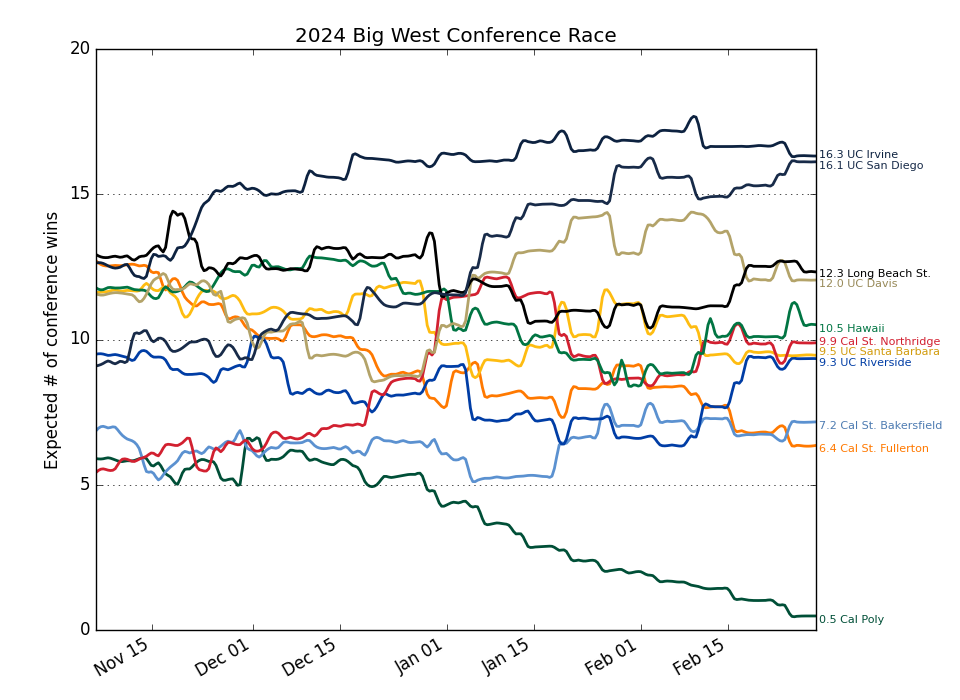 2024 Big West Conference Race
Expected # of conference wins
20
15
10
5
0
Nov 15
Dec 01
Dec 15
Jan 01
Jan 15
Feb 01
Feb 15
16.3 UC Irvine
16.1 UC San Diego
12.3 Long Beach St.
12.0 UC Davis
10.5 Hawaii
9.9 Cal St. Northridge
9.5 UC Santa Barbara
9.3 UC Riverside
7.2 Cal St. Bakersfield
6.4 Cal St. Fullerton
0.5 Cal Poly